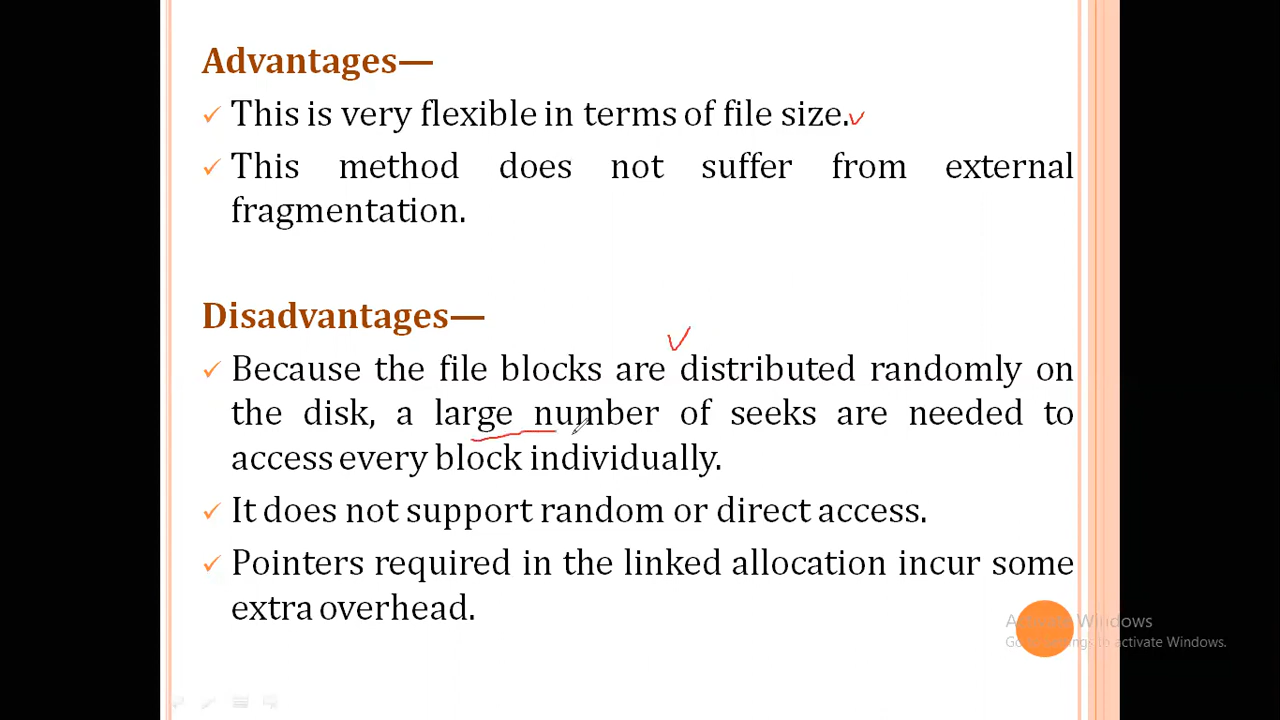 Advantages—
This is very flexible in terms of file size.
This method does not suffer from external
fragmentation.
Disadvantages—
Because the file blocks are distributed randomly on
the disk, a large number of seeks are needed to
access every block individually.
It does not support random or direct access.
Pointers required in the linked allocation incur some
extra overhead.
Activate Windows
Go to settings to activate Windows.